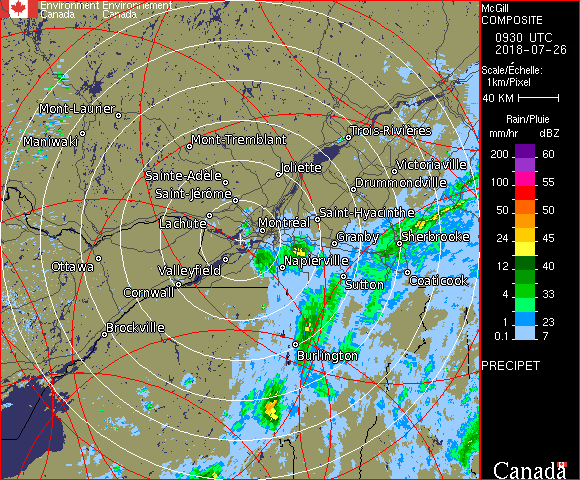 Environment Environnement
Canada Canada
McGill
COMPOSITE
0930 UTC
2018-07-26
Scale/Échelle:
1km/Pixel
40 KM
Rain/Pluie
mm/hr dBZ
200 60
150 57
100 55
50 50
24 45
12 40
4 33
1 23
0.1 7
PRECIPET
Canada
Mont-Laurier
Maniwaki
Mont-Tremblant
Trois-Rivières
Sainte-Adèle
Joliette
Victoriaville
Saint-Jérôme
Drummondville
Lachute
Montréal
Saint-Hyacinthe
Granby
Sherbrooke
Ottawa
Valleyfield
Napierville
Cornwall
Sutton
Coaticook
Brockville
Burlington